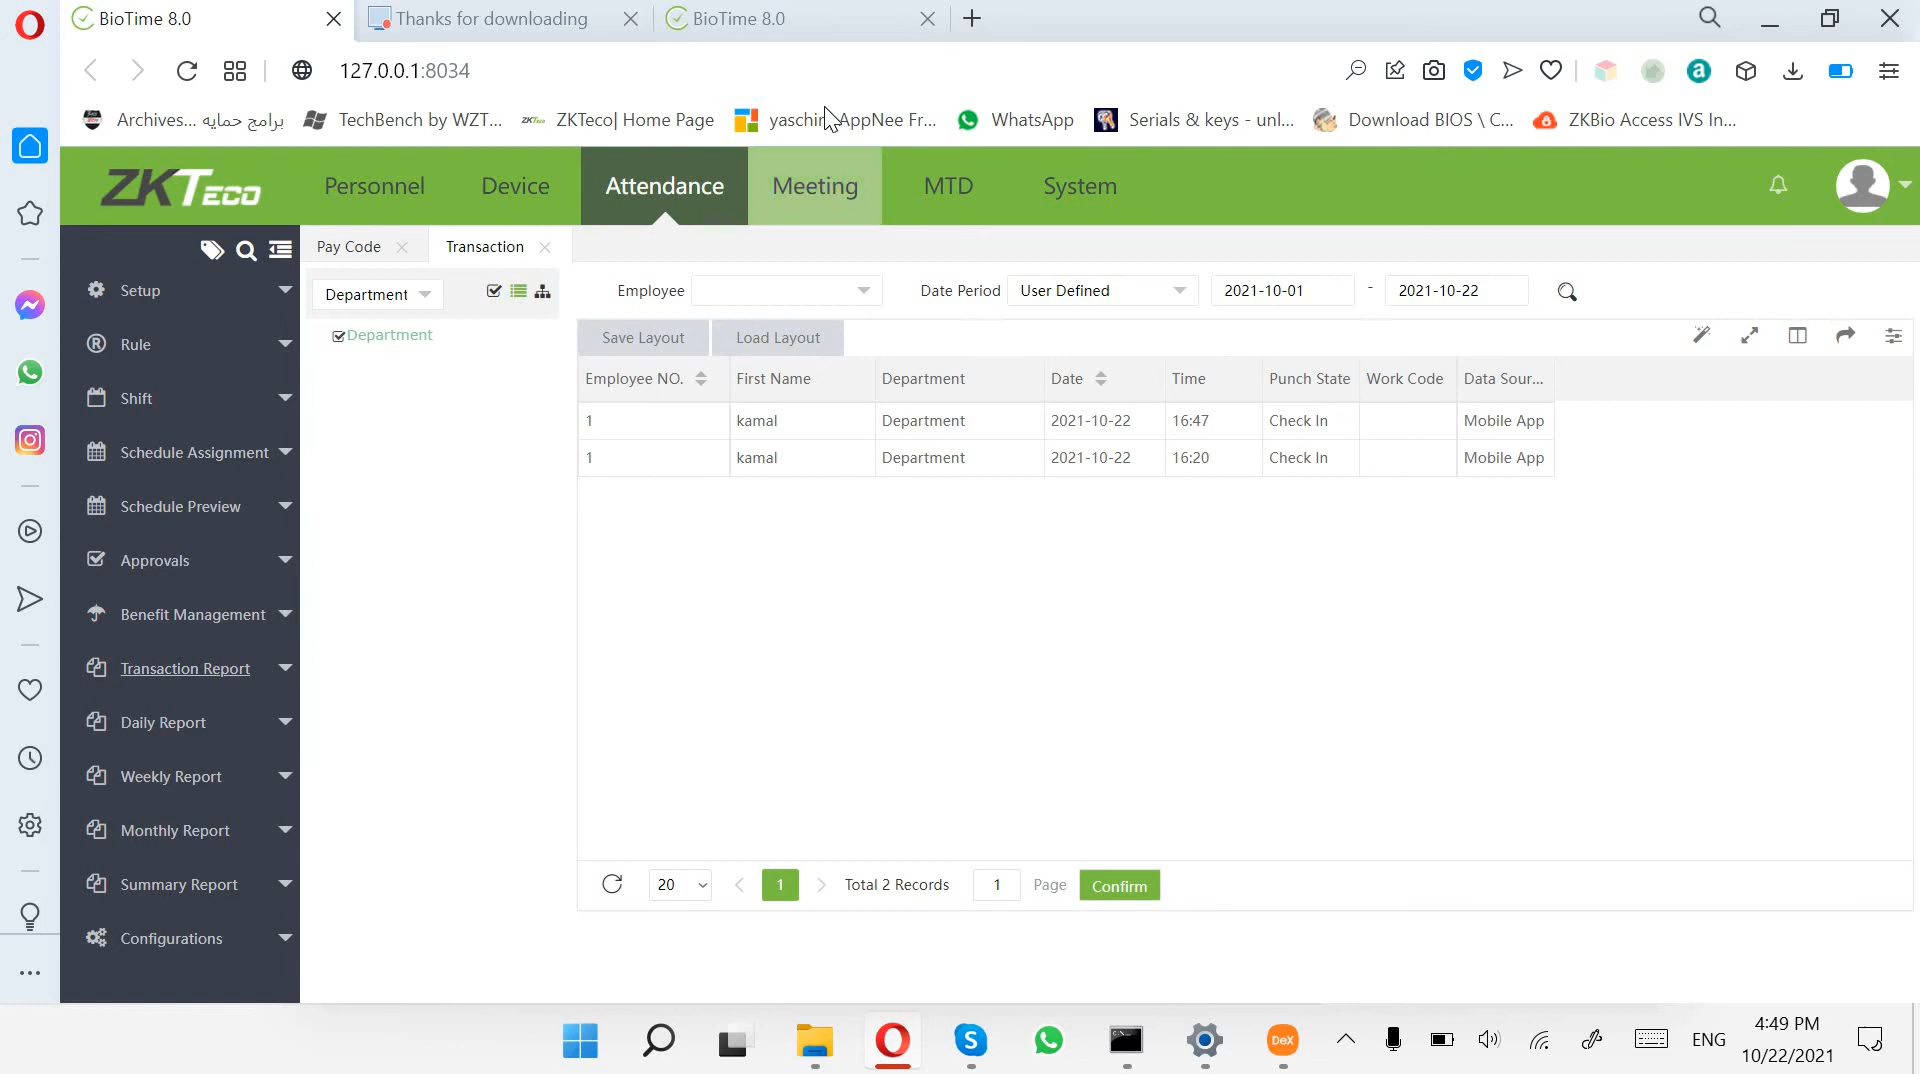 BioTime 8.0
Thanks for downloading
BioTime 8.0
127.0.0.1:8034
Archives... برامج حمايه
TechBench by WZT...
ZKTeco| Home Page
yaschir AppNee Fr...
WhatsApp
Serials & keys - unl...
Download BIOS \ C...
ZKBio Access IVS In...
ZKTeco
Personnel
Device
Attendance
Meeting
MTD
System
Pay Code
Transaction
Setup
Rule
Shift
Schedule Assignment
Schedule Preview
Approvals
Benefit Management
Transaction Report
Daily Report
Weekly Report
Monthly Report
Summary Report
Configurations
Department
Department
Employee
Date Period User Defined 2021-10-01 - 2021-10-22
Save Layout Load Layout
Employee NO. First Name Department Date Time Punch State Work Code Data Sour...
1 kamal Department 2021-10-22 16:47 Check In Mobile App
1 kamal Department 2021-10-22 16:20 Check In Mobile App
20 1 Total 2 Records 1 Page Confirm
DeX
ENG
4:49 PM
10/22/2021